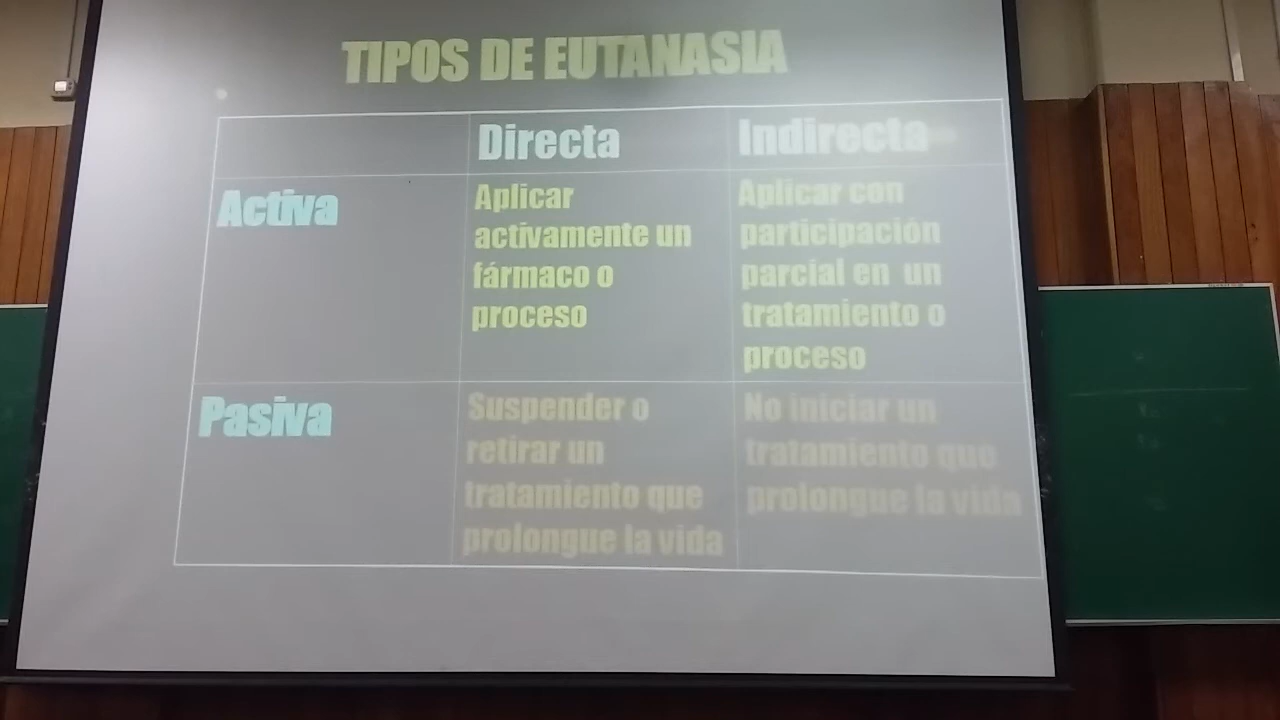 TIPOS DE EUTANASIA
Directa
Indirecta
Activa
Aplicar
activamente un
fármaco o
proceso
Aplicar con
participación
parcial en un
tratamiento o
proceso
Pasiva
Suspender o
retirar un
tratamiento que
prolongue la vida
No iniciar un
tratamiento que
prolongue la vida